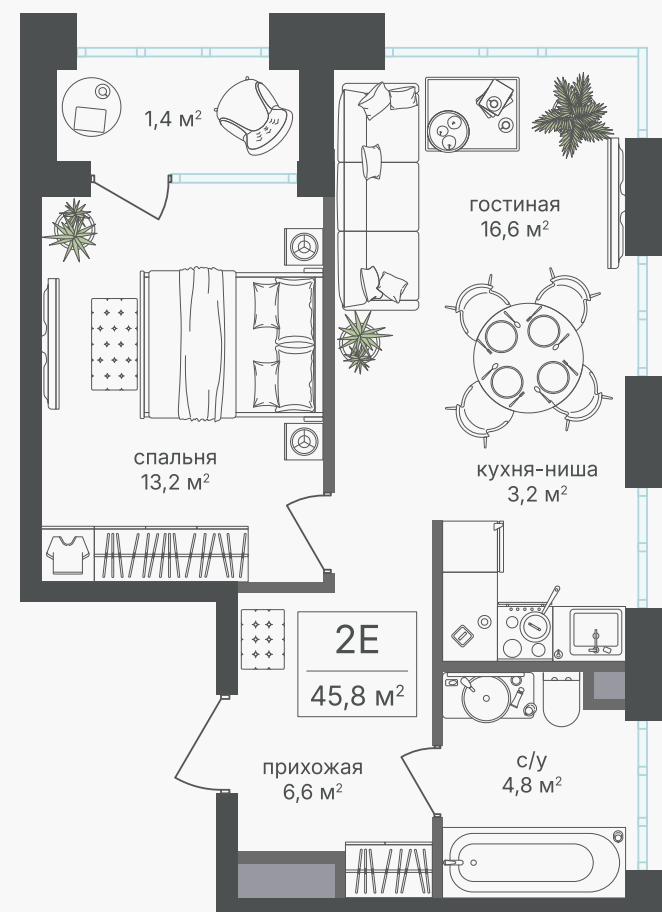 1,4 м²
гостиная
16,6 м²
спальня
13,2 м²
кухня-ниша
3,2 м²
2Е
45,8 м²
прихожая
6,6 м²
с/у
4,8 м²